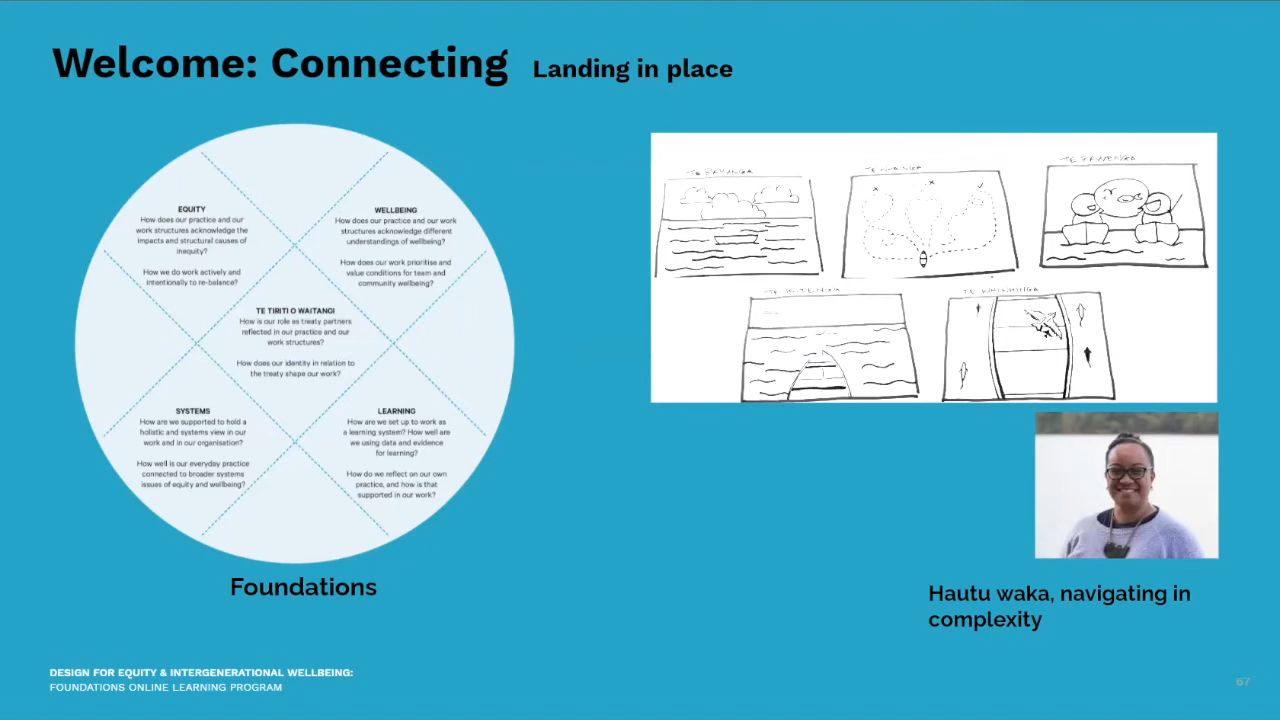 Welcome: Connecting Landing in place
EQUITY
How does our practice and our
work structures acknowledge the
impacts and structural causes of
inequity?
How we do work actively and
intentionally to re-balance?
WELLBEING
How does our practice and our work
structures acknowledge different
understandings of wellbeing?
How does our work prioritise and
value conditions for team and
community wellbeing?
TE TIRITI O WAITANGI
How is our role as treaty partners
reflected in our practice and our
work structures?
How does our identity in relation to
the treaty shape our work?
SYSTEMS
How are we supported to hold a
holistic and systems view in our
work and in our organisation?
How well is our everyday practice
connected to broader systems
issues of equity and wellbeing?
LEARNING
How are we set up to work as
a learning system? How well are
we using data and evidence
for learning?
How do we reflect on our own
practice, and how is that
supported in our work?
Foundations
TE
TE
TE
TE
TE
Hautu waka, navigating in
complexity
DESIGN FOR EQUITY & INTERGENERATIONAL WELLBEING:
FOUNDATIONS ONLINE LEARNING PROGRAM
67